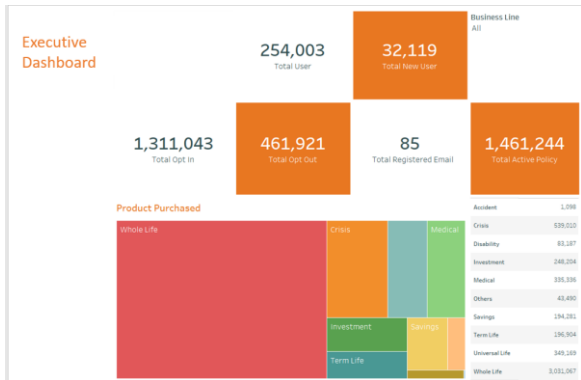 Executive
Dashboard
254,003
Total User
32,119
Total New User
Business Line
All
1,311,043
Total Opt in
461,921
Total Opt Out
85
Total Registered Email
1,461,244
Total Active Policy
Product Purchased
Whole Life
Crisis
Medical
Investment
Savings
Term Life
Accident 1,098
Crisis 539,010
Disability 83,187
Investment 248,204
Medical 335,336
Others 43,490
Savings 194,281
Term Life 196,904
Universal Life 349,169
Whole Life 3,031,067